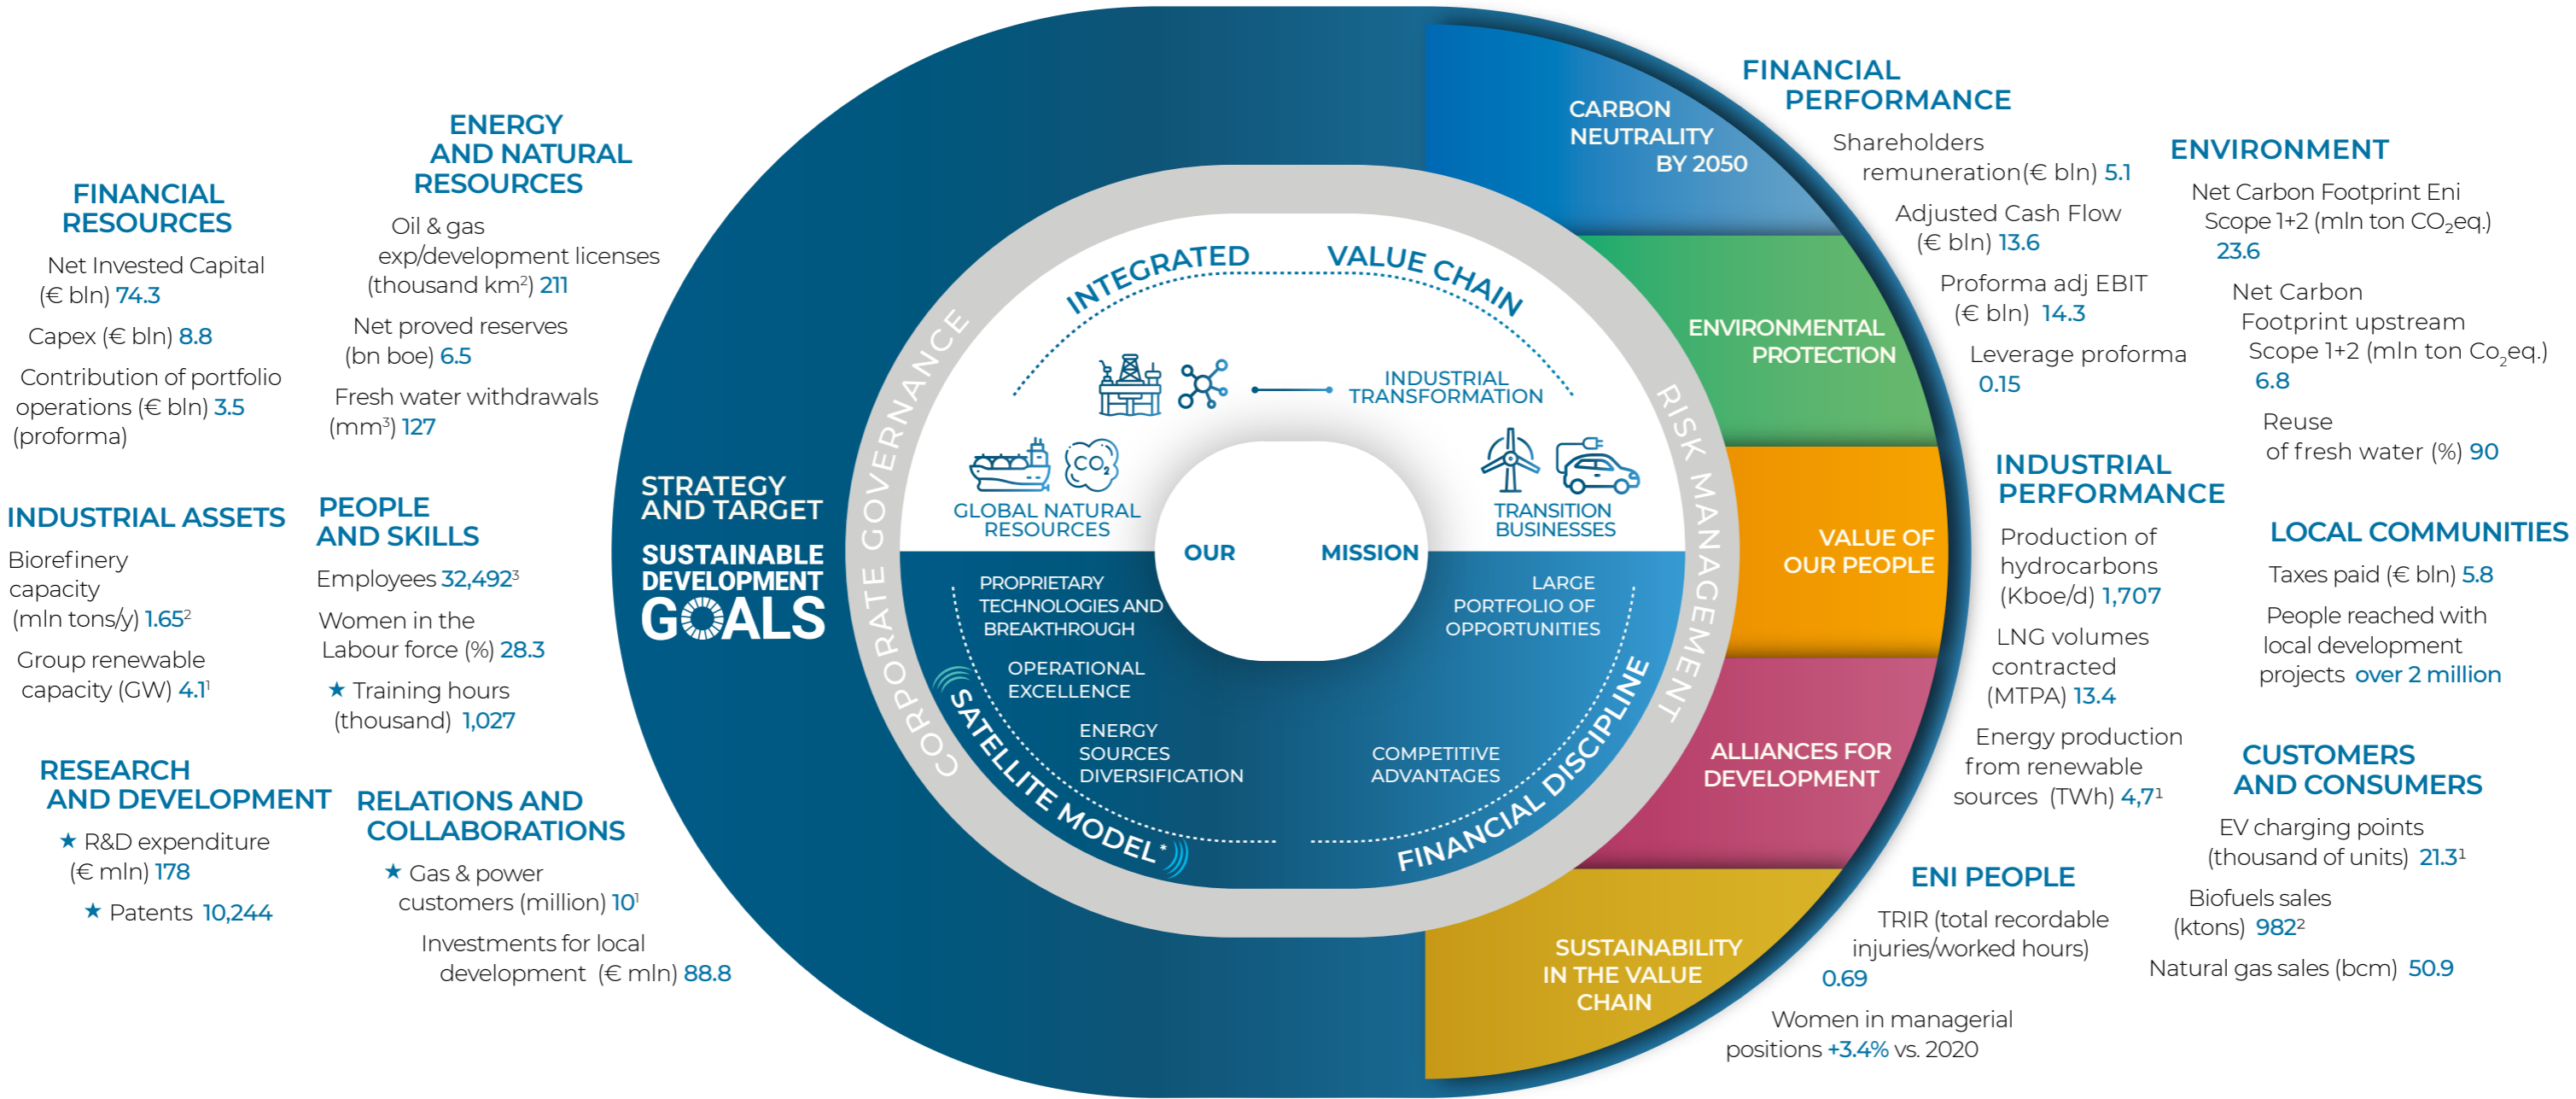 FINANCIAL
RESOURCES
Net Invested Capital
(€ bln) 74.3
Capex (€ bln) 8.8
Contribution of portfolio
operations (€ bln) 3.5
(proforma)
ENERGY
AND NATURAL
RESOURCES
Oil & gas
exp/development licenses
(thousand km²) 211
Net proved reserves
(bn boe) 6.5
Fresh water withdrawals
(mm³) 127
INDUSTRIAL ASSETS
Biorefinery
capacity
(mln tons/y) 1.65²
Group renewable
capacity (GW) 4.1¹
PEOPLE
AND SKILLS
Employees 32,492³
Women in the
Labour force (%) 28.3
★ Training hours
(thousand) 1,027
RESEARCH
AND DEVELOPMENT
★ R&D expenditure
(€ mln) 178
★ Patents 10,244
RELATIONS AND
COLLABORATIONS
★ Gas & power
customers (million) 10¹
Investments for local
development (€ mln) 88.8
STRATEGY
AND TARGET
SUSTAINABLE
DEVELOPMENT
GOALS
CORPORATE GOVERNANCE
RISK MANAGEMENT
INTEGRATED VALUE CHAIN
INDUSTRIAL
TRANSFORMATION
CO₂
GLOBAL NATURAL
RESOURCES
TRANSITION
BUSINESSES
OUR MISSION
PROPRIETARY
TECHNOLOGIES AND
BREAKTHROUGH
OPERATIONAL
EXCELLENCE
ENERGY
SOURCES
DIVERSIFICATION
LARGE
PORTFOLIO OF
OPPORTUNITIES
COMPETITIVE
ADVANTAGES
SATELLITE MODEL*
FINANCIAL DISCIPLINE
CARBON
NEUTRALITY
BY 2050
ENVIRONMENTAL
PROTECTION
VALUE OF
OUR PEOPLE
ALLIANCES FOR
DEVELOPMENT
SUSTAINABILITY
IN THE VALUE
CHAIN
FINANCIAL
PERFORMANCE
Shareholders
remuneration(€ bln) 5.1
Adjusted Cash Flow
(€ bln) 13.6
Proforma adj EBIT
(€ bln) 14.3
Leverage proforma
0.15
ENVIRONMENT
Net Carbon Footprint Eni
Scope 1+2 (mln ton CO₂eq.)
23.6
Net Carbon
Footprint upstream
Scope 1+2 (mln ton Co₂eq.)
6.8
Reuse
of fresh water (%) 90
INDUSTRIAL
PERFORMANCE
Production of
hydrocarbons
(Kboe/d) 1,707
LNG volumes
contracted
(MTPA) 13.4
Energy production
from renewable
sources (TWh) 4,7¹
LOCAL COMMUNITIES
Taxes paid (€ bln) 5.8
People reached with
local development
projects over 2 million
CUSTOMERS
AND CONSUMERS
EV charging points
(thousand of units) 21.3¹
Biofuels sales
(ktons) 982²
Natural gas sales (bcm) 50.9
ENI PEOPLE
TRIR (total recordable
injuries/worked hours)
0.69
Women in managerial
positions +3.4% vs. 2020